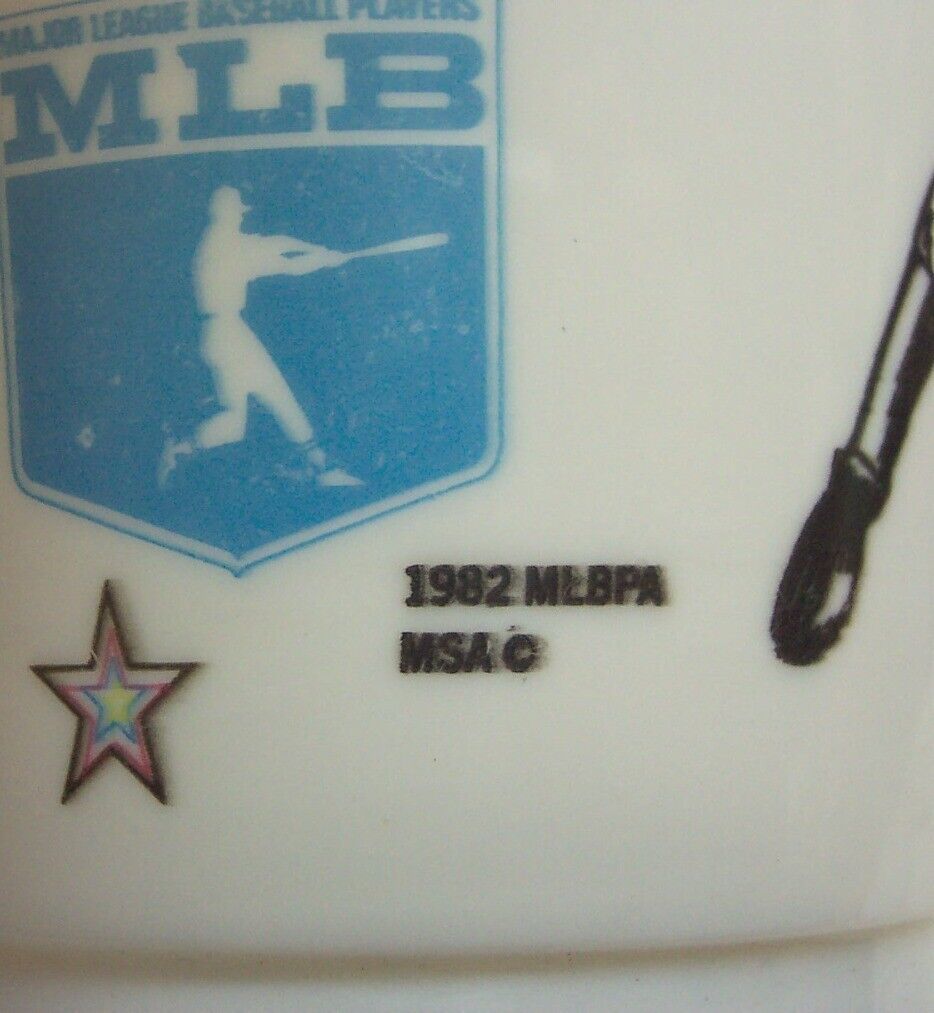 MAJOR LEAGUE BASEBALL PLAYERS
MLB
1982 MLBPA
MSA ©